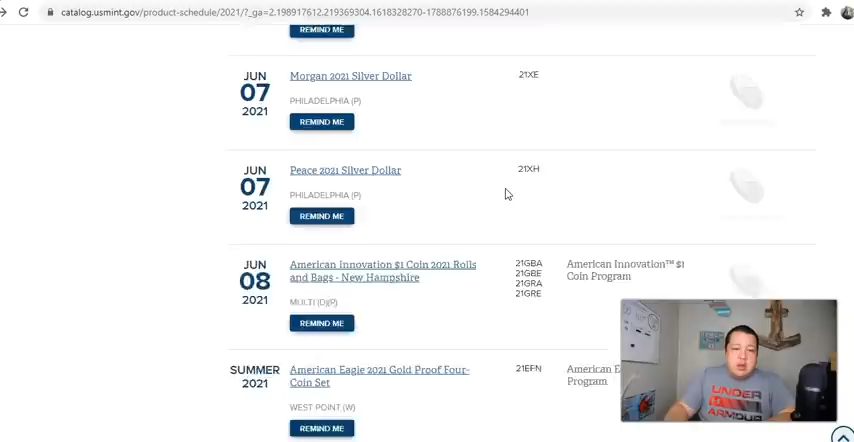 catalog.usmint.gov/product-schedule/2021/?_ga=2.198917612.219369304.1618328270-1788876199.1584294401
REMIND ME
JUN
07
2021
Morgan 2021 Silver Dollar
PHILADELPHIA (P)
REMIND ME
21XE
JUN
07
2021
Peace 2021 Silver Dollar
PHILADELPHIA (P)
REMIND ME
21XH
JUN
08
2021
American Innovation $1 Coin 2021 Rolls
and Bags - New Hampshire
MULTI (D)(P)
REMIND ME
21GBA
21GBE
21GRA
21GRE
American Innovation™ $1
Coin Program
SUMMER
2021
American Eagle 2021 Gold Proof Four-
Coin Set
WEST POINT (W)
REMIND ME
21EFN
American E
Program
UNDER
ARMOUR